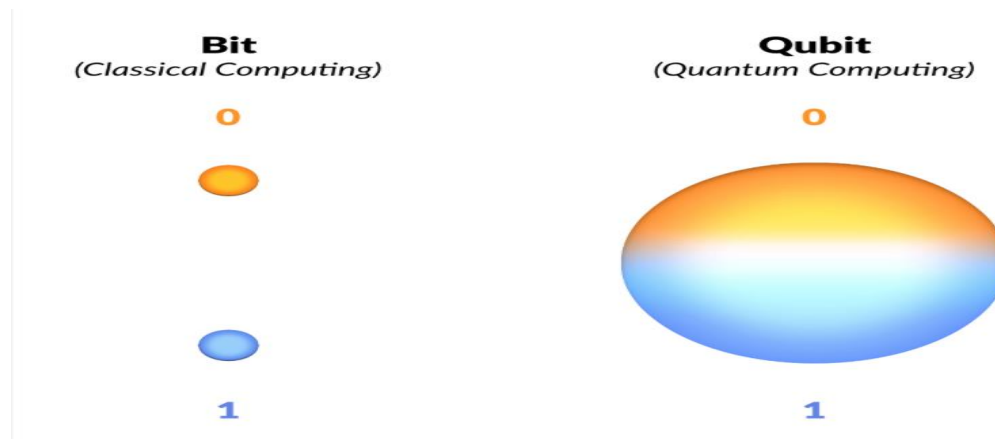 Bit
(Classical Computing)
0
1
Qubit
(Quantum Computing)
0
1